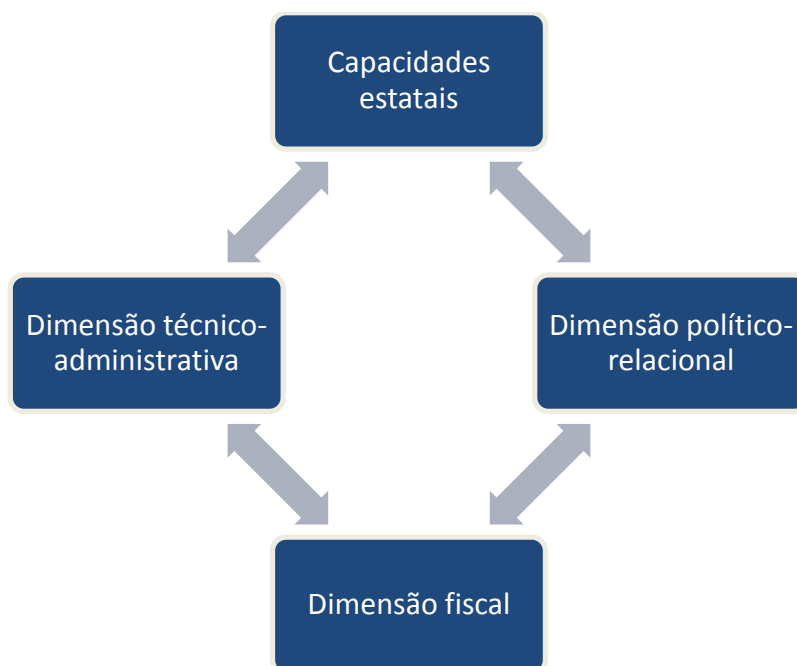 Capacidades
estatais
Dimensão técnico-
administrativa
Dimensão político-
relacional
Dimensão fiscal